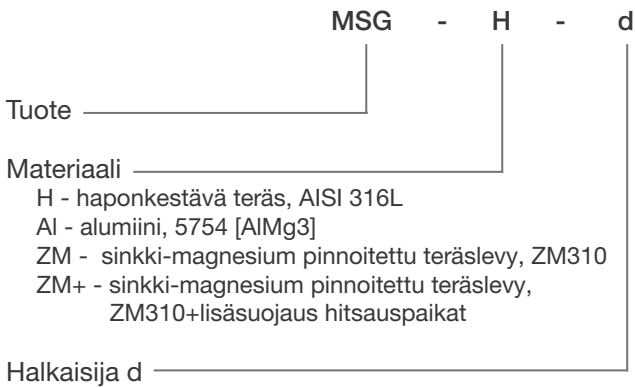 MSG - H - d
Tuote
Materiaali
H - haponkestävä teräs, AISI 316L
Al - alumiini, 5754 [AlMg3]
ZM - sinkki-magnesium pinnoitettu teräslevy, ZM310
ZM+ - sinkki-magnesium pinnoitettu teräslevy,
ZM310+lisäsuojaus hitsauspaikat
Halkaisija d